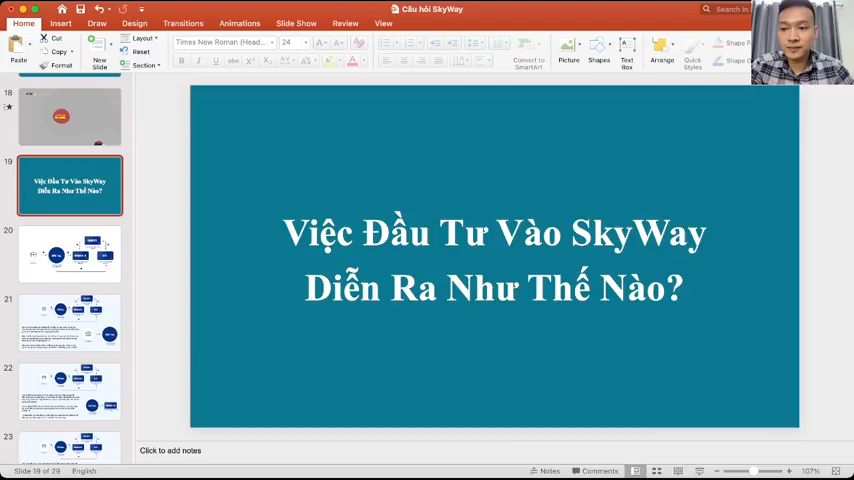 Câu hỏi SkyWay
Search in
Home Insert Draw Design Transitions Animations Slide Show Review View
Paste
Cut
Copy
Format
New
Slide
Layout
Reset
Section
Times New Roman (Head...
24
Convert to
SmartArt
Picture
Shapes
Text
Box
Arrange
Quick
Styles
Shape
Shape
18
19
Việc Đầu Tư Vào SkyWay
Diễn Ra Như Thế Nào?
20
21
22
23
Việc Đầu Tư Vào SkyWay
Diễn Ra Như Thế Nào?
Click to add notes
Slide 19 of 29 English Notes Comments 107%